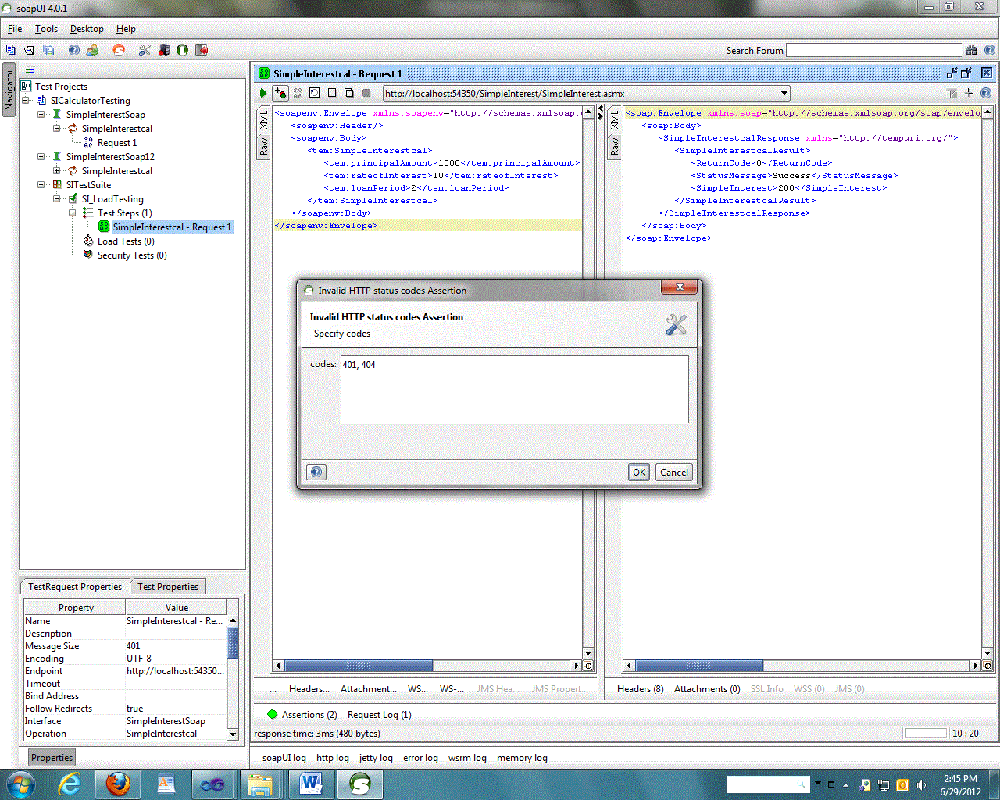 soapUI 4.0.1
File Tools Desktop Help
Search Forum
Navigator
Test Projects
SICalculatorTesting
SimpleInterestSoap
SimpleInterestcal
Request 1
SimpleInterestSoap12
SimpleInterestcal
SITestSuite
SI_LoadTesting
Test Steps (1)
SimpleInterestcal - Request 1
Load Tests (0)
Security Tests (0)
SimpleInterestcal - Request 1
http://localhost:54350/SimpleInterest/SimpleInterest.asmx
XML
Raw
<soapenv:Envelope xmlns:soapenv="http://schemas.xmlsoap.
<soapenv:Header/>
<soapenv:Body>
<tem:SimpleInterestcal>
<tem:principalAmount>1000</tem:principalAmount>
<tem:rateofInterest>10</tem:rateofInterest>
<tem:loanPeriod>2</tem:loanPeriod>
</tem:SimpleInterestcal>
</soapenv:Body>
</soapenv:Envelope>
XML
Raw
<soap:Envelope xmlns:soap="http://schemas.xmlsoap.org/soap/envelo
<soap:Body>
<SimpleInterestcalResponse xmlns="http://tempuri.org/">
<SimpleInterestcalResult>
<ReturnCode>0</ReturnCode>
<StatusMessage>Success</StatusMessage>
<SimpleInterest>200</SimpleInterest>
</SimpleInterestcalResult>
</SimpleInterestcalResponse>
</soap:Body>
</soap:Envelope>
Invalid HTTP status codes Assertion
Invalid HTTP status codes Assertion
Specify codes
codes: 401, 404
OK Cancel
TestRequest Properties Test Properties
Property Value
Name SimpleInterestcal - Re...
Description
Message Size 401
Encoding UTF-8
Endpoint http://localhost:54350...
Timeout
Bind Address
Follow Redirects true
Interface SimpleInterestSoap
Operation SimpleInterestcal
Properties
... Headers... Attachment... WS... WS-... JMS Hea... JMS Propert...
Headers (8) Attachments (0) SSL Info WSS (0) JMS (0)
Assertions (2) Request Log (1)
response time: 3ms (480 bytes)
10 : 20
soapUI log http log jetty log error log wsrm log memory log
2:45 PM
6/29/2012